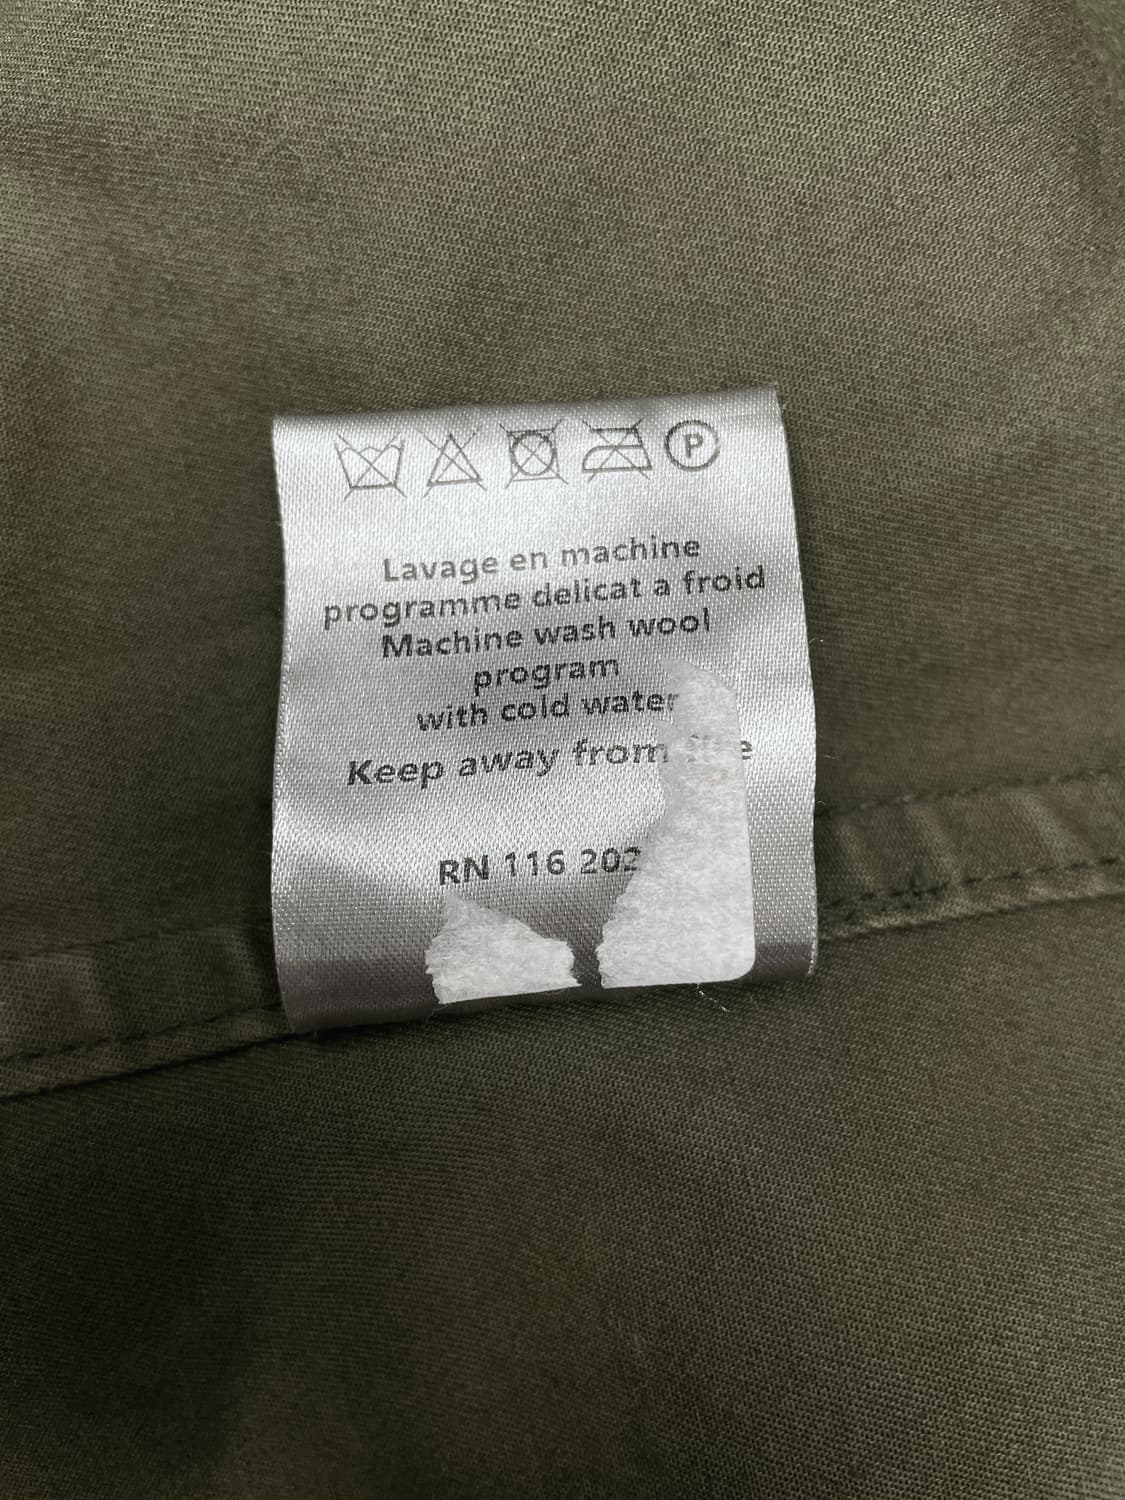 P
Lavage en machine
programme delicat a froid
Machine wash wool
program
with cold water
Keep away from
RN 116 202